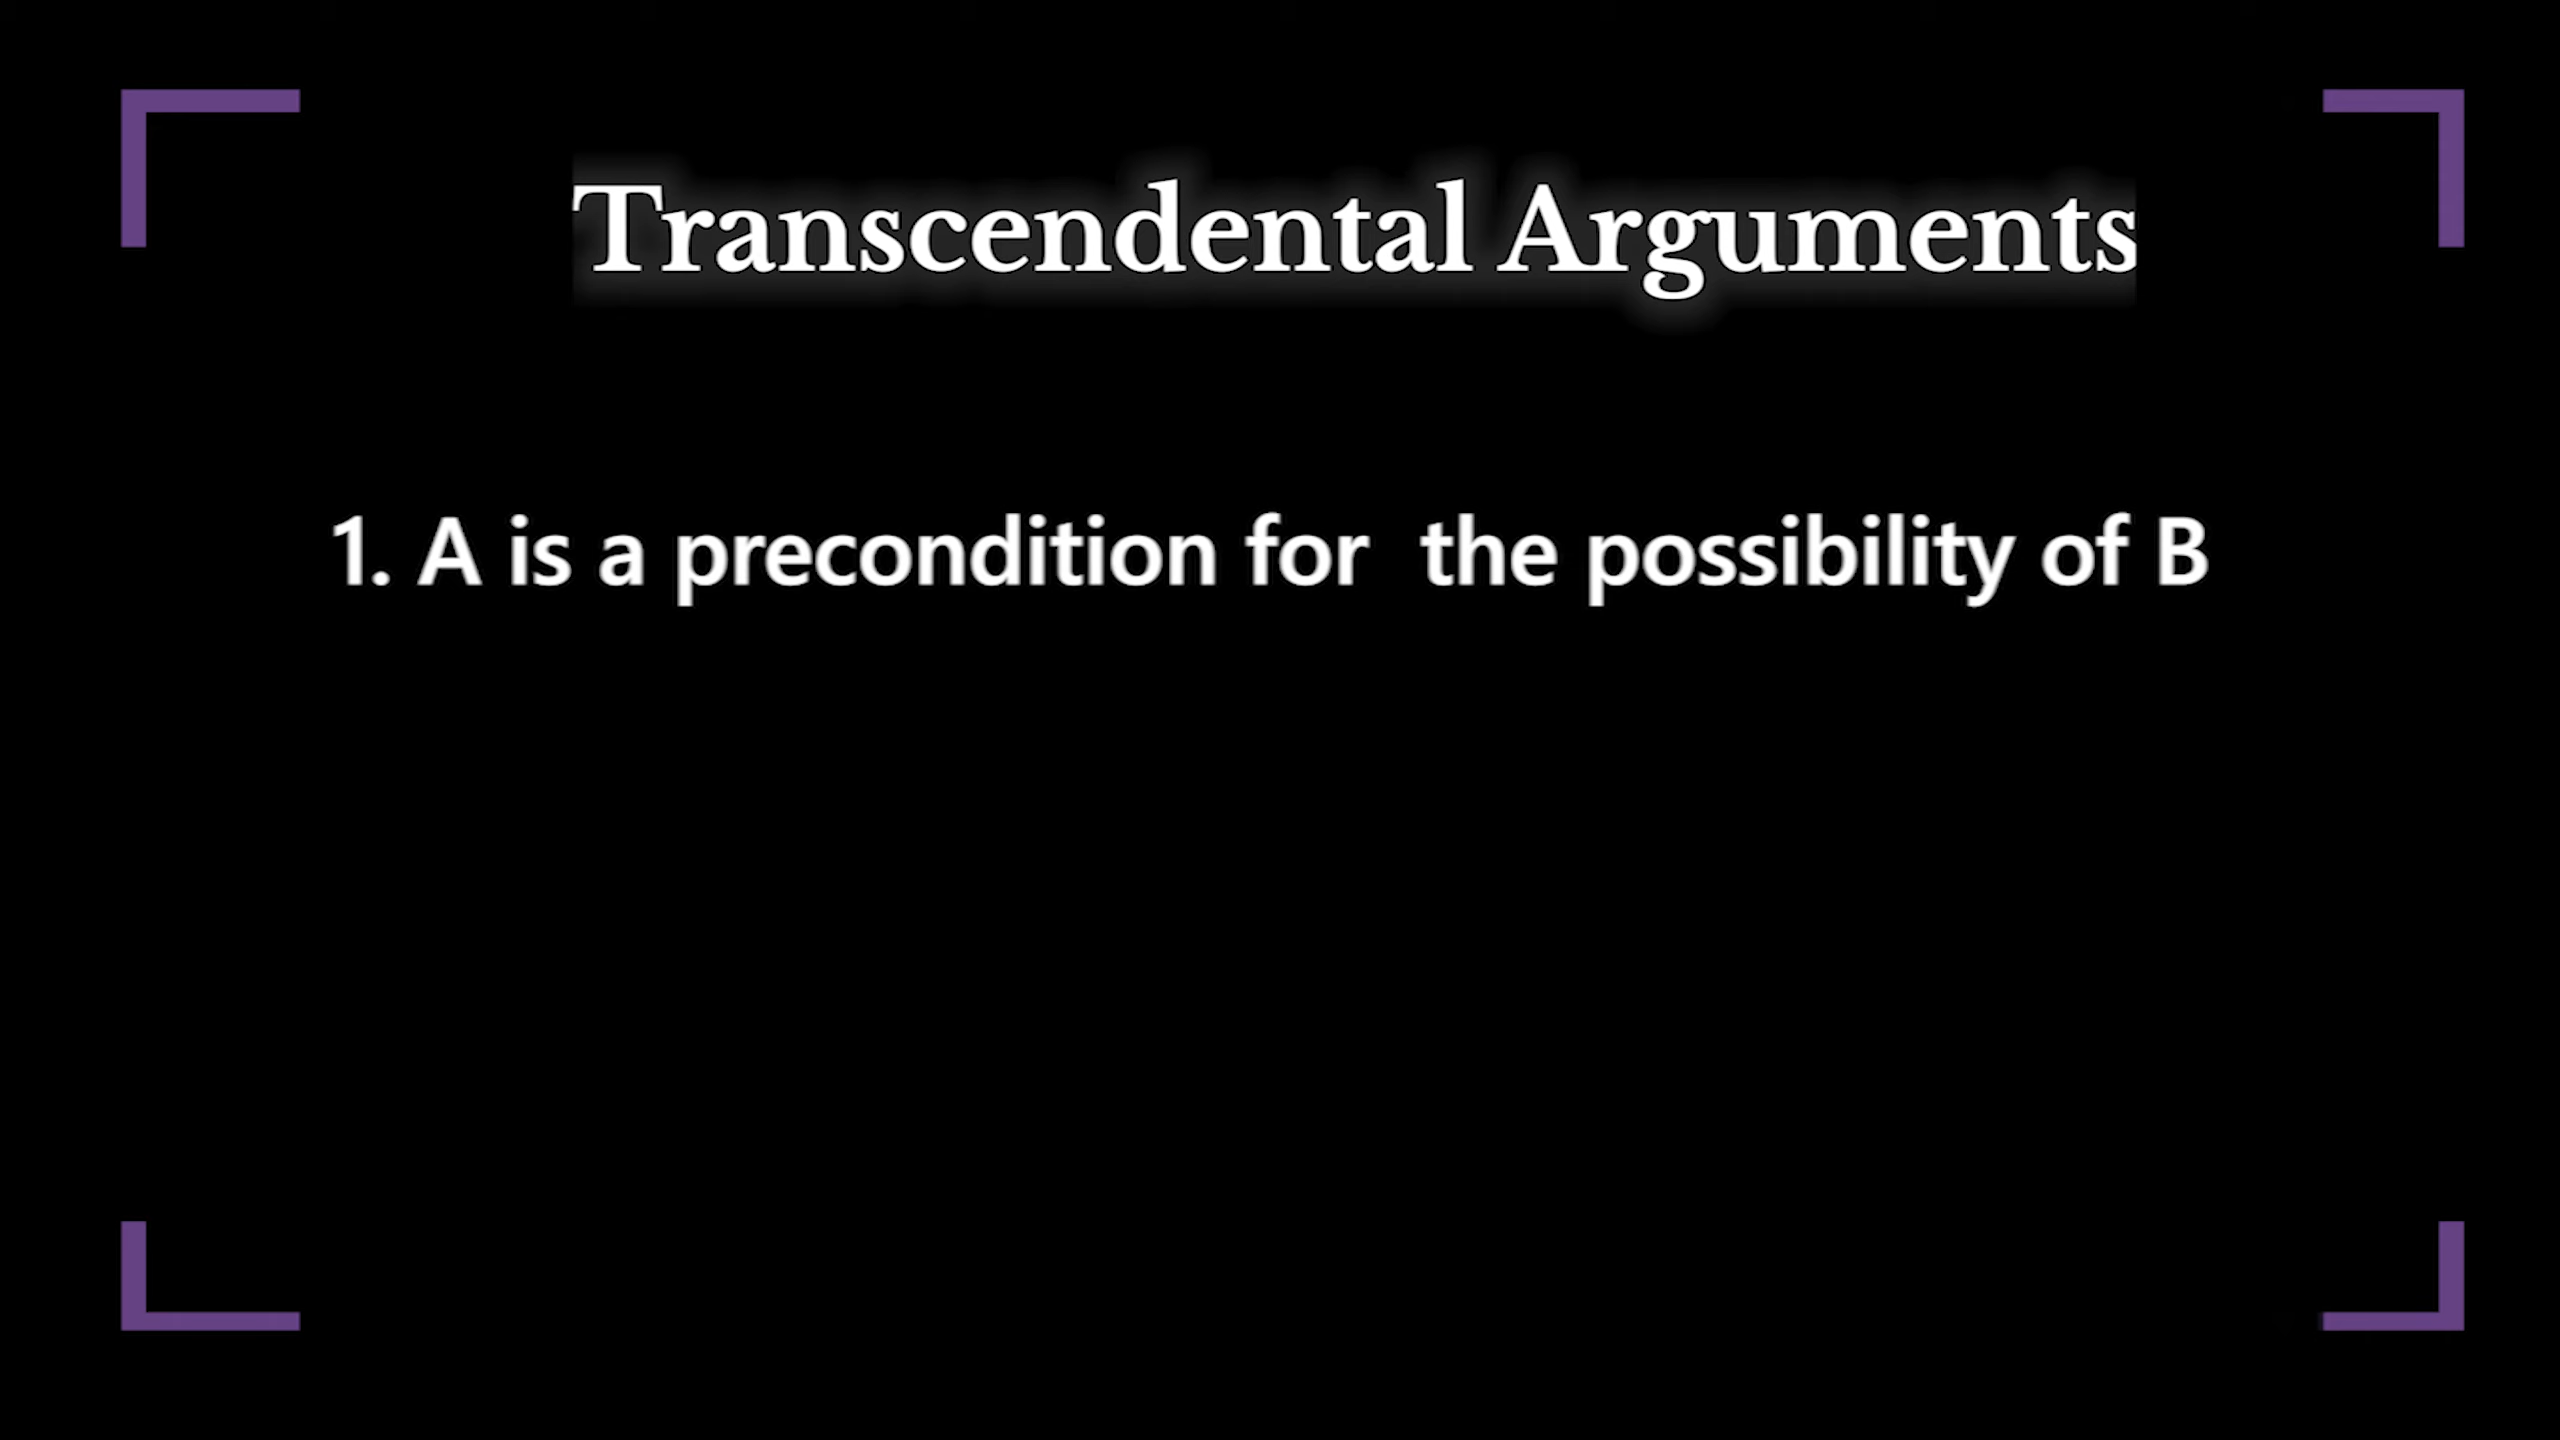 Transcendental Arguments
1. A is a precondition for  the possibility of B